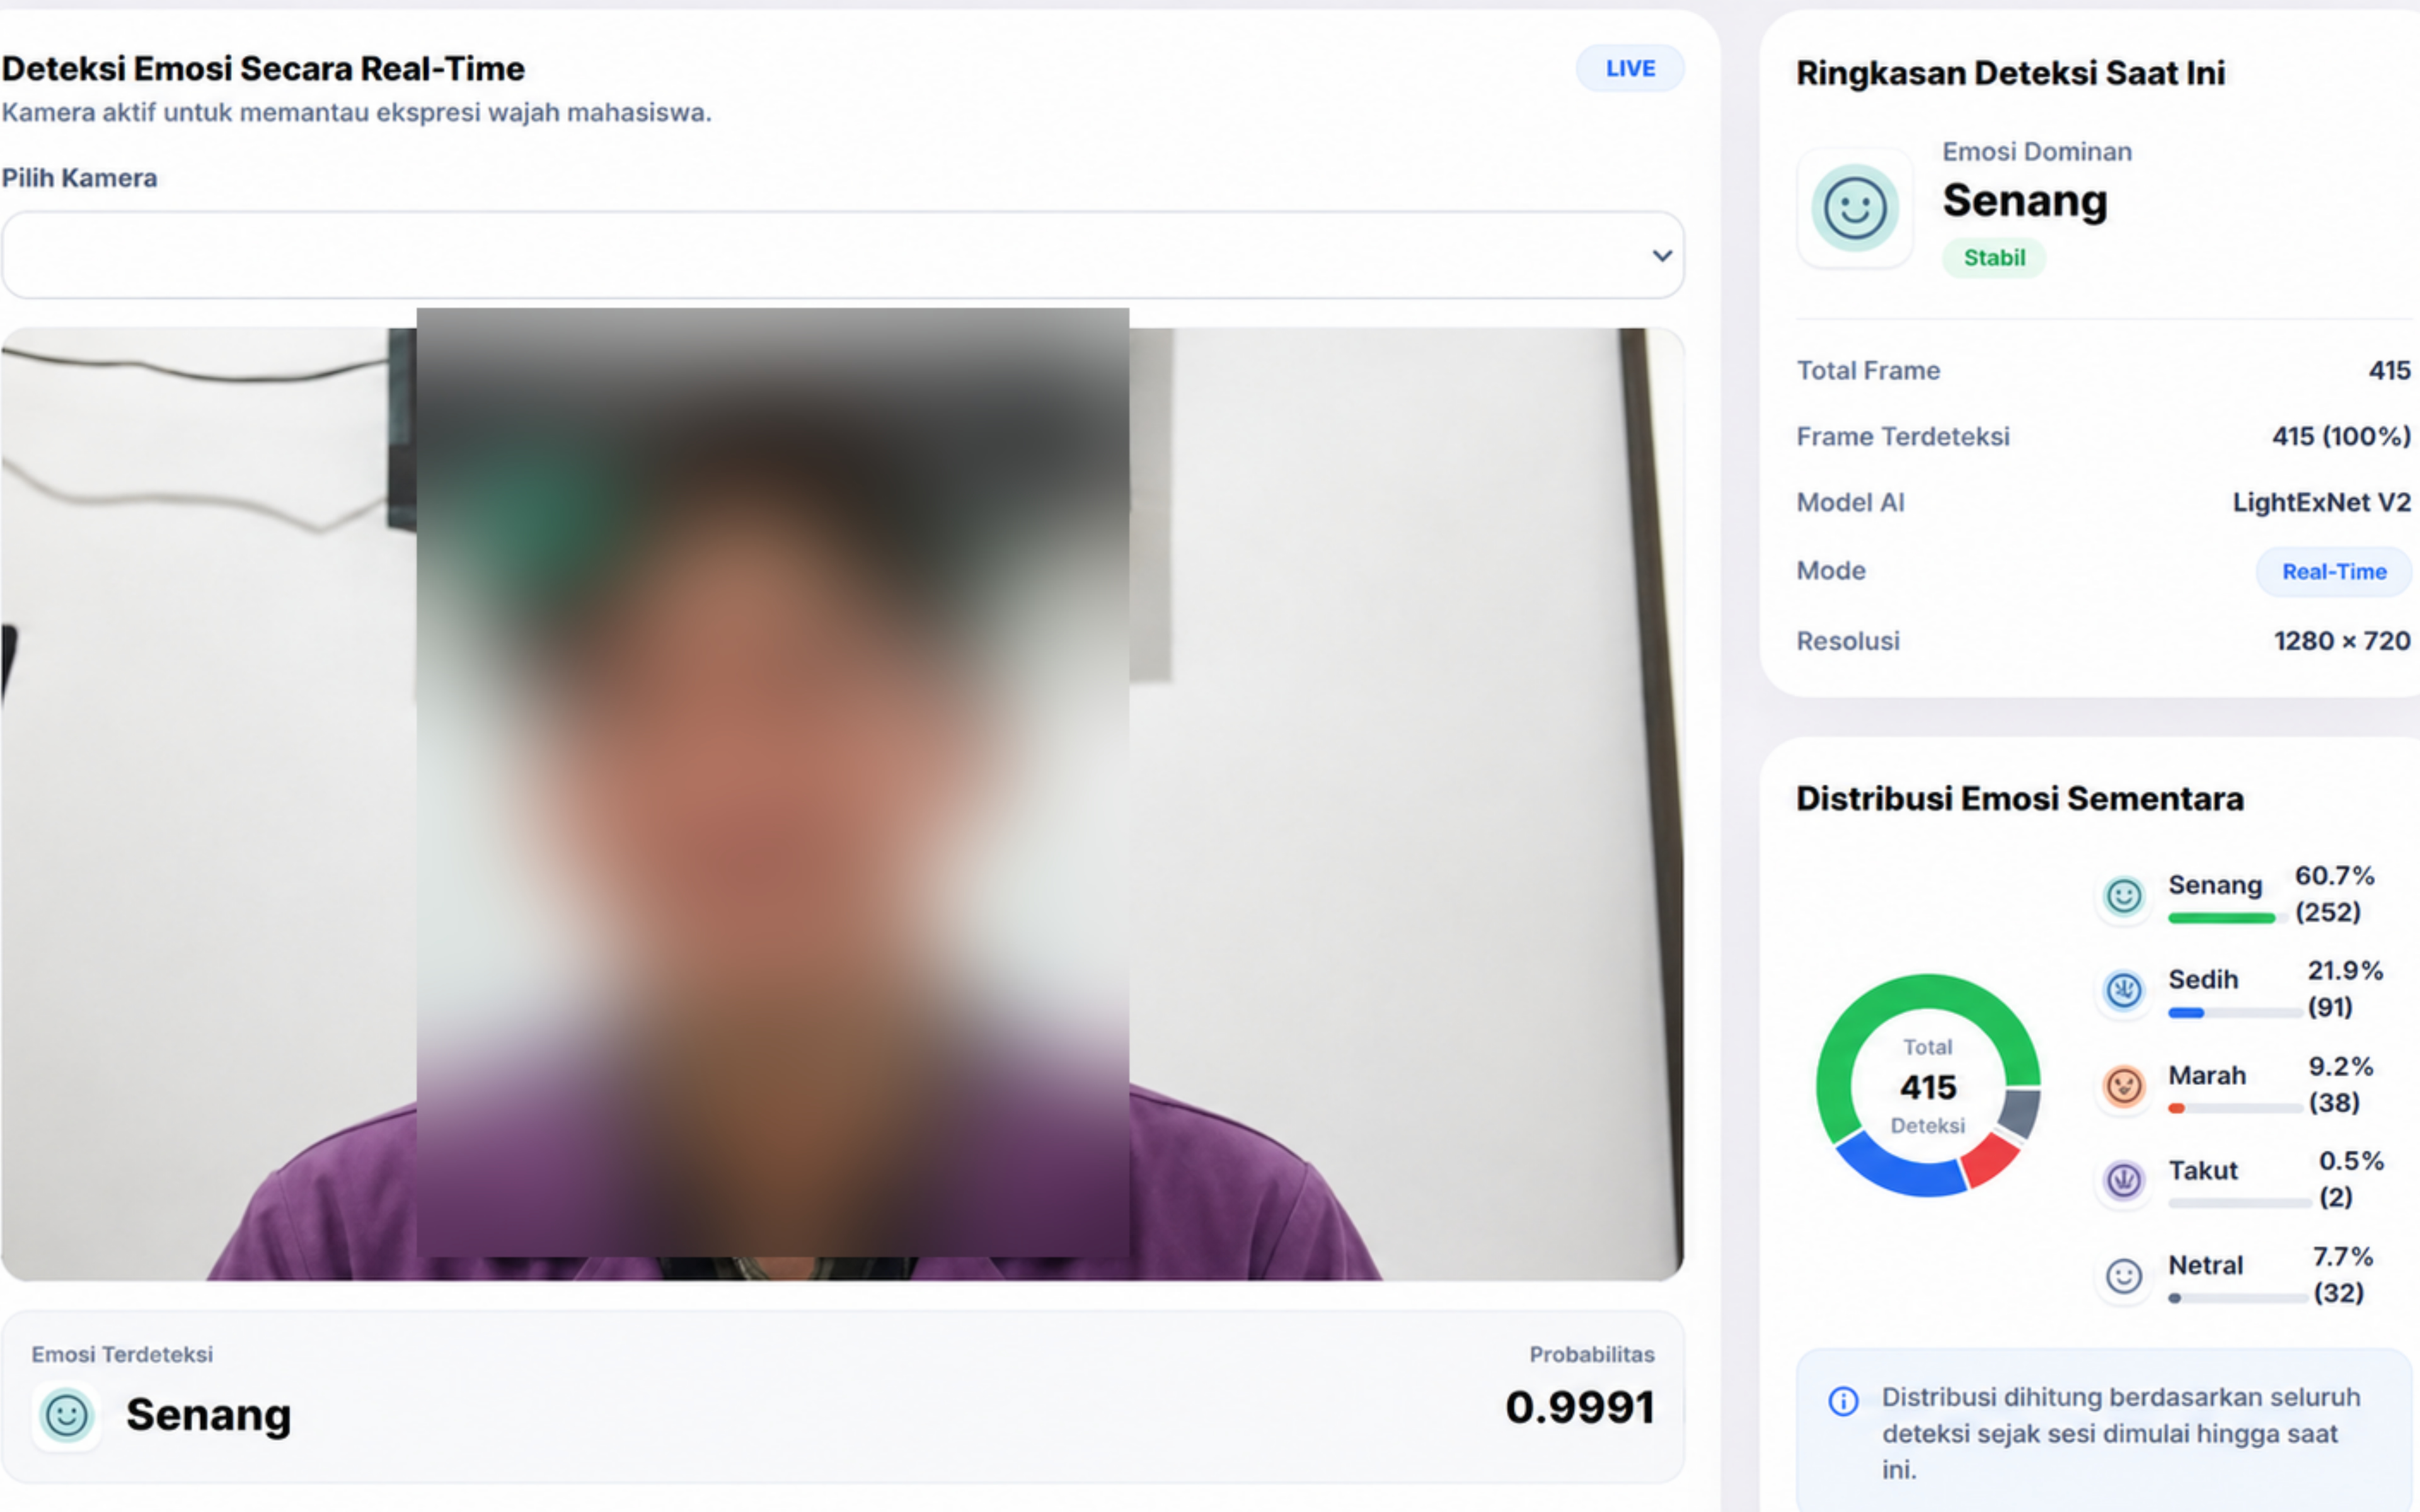 Deteksi Emosi Secara Real-Time
LIVE
Kamera aktif untuk memantau ekspresi wajah mahasiswa.
Pilih Kamera
Emosi Terdeteksi
Probabilitas
Senang
0.9991
Ringkasan Deteksi Saat Ini
Emosi Dominan
Senang
Stabil
Total Frame 415
Frame Terdeteksi 415 (100%)
Model AI LightExNet V2
Mode Real-Time
Resolusi 1280 × 720
Distribusi Emosi Sementara
Total
415
Deteksi
Senang 60.7%
(252)
Sedih 21.9%
(91)
Marah 9.2%
(38)
Takut 0.5%
(2)
Netral 7.7%
(32)
Distribusi dihitung berdasarkan seluruh
deteksi sejak sesi dimulai hingga saat
ini.